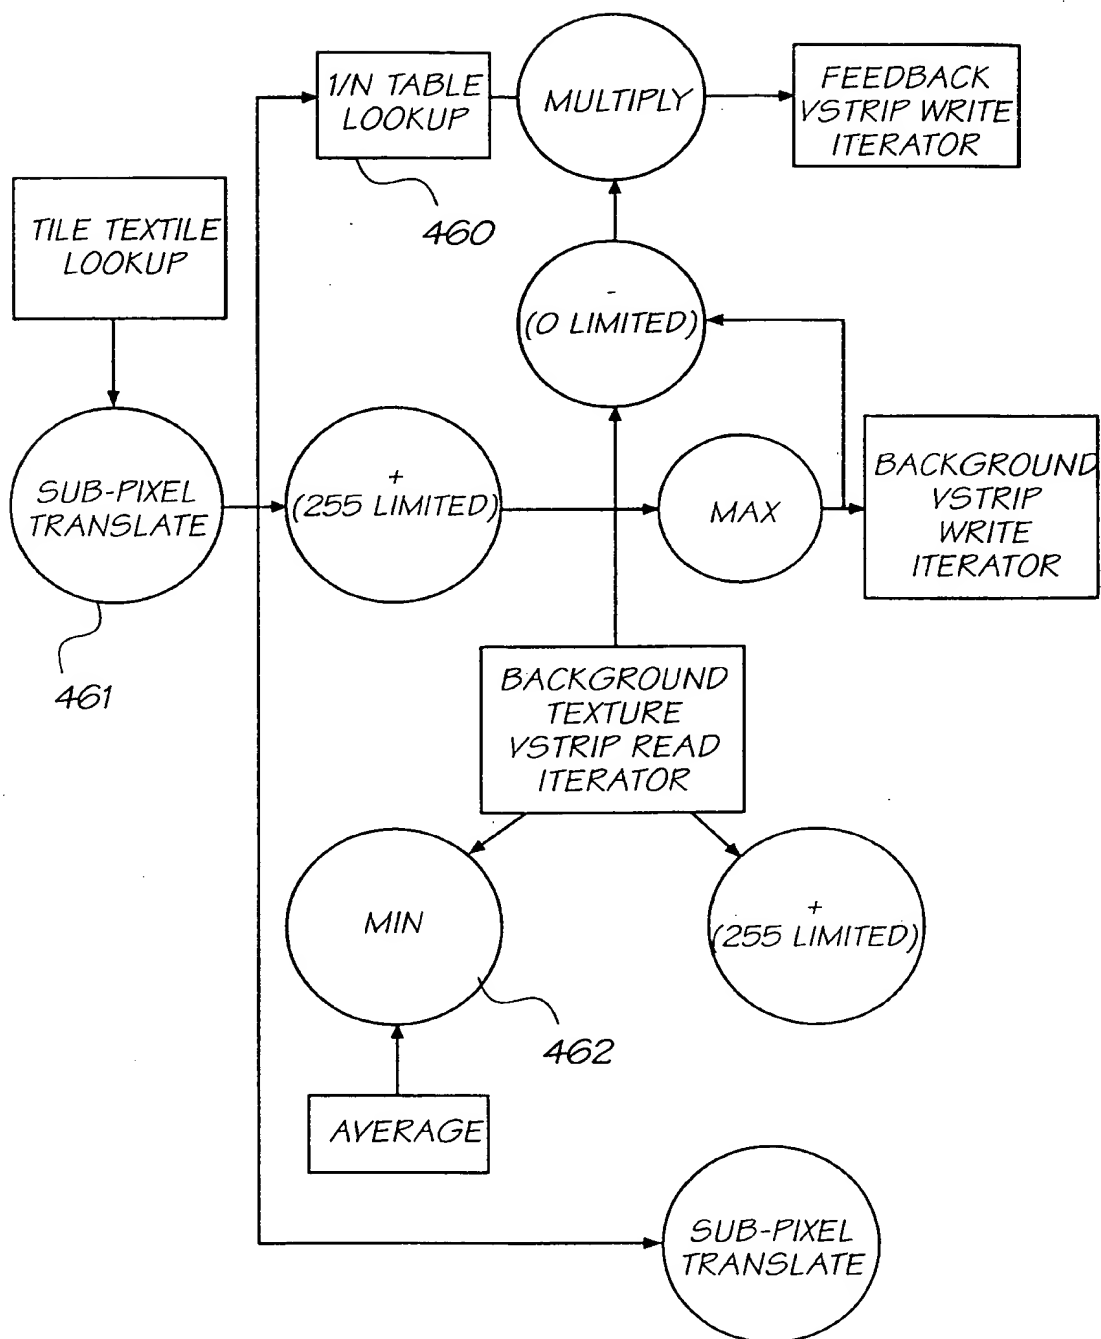 1/N TABLE
LOOKUP
MULTIPLY
FEEDBACK
VSTRIP WRITE
ITERATOR
460
TILE TEXTILE
LOOKUP
-
(0 LIMITED)
SUB-PIXEL
TRANSLATE
461
+
(255 LIMITED)
MAX
BACKGROUND
VSTRIP
WRITE
ITERATOR
BACKGROUND
TEXTURE
VSTRIP READ
ITERATOR
MIN
462
+
(255 LIMITED)
AVERAGE
SUB-PIXEL
TRANSLATE